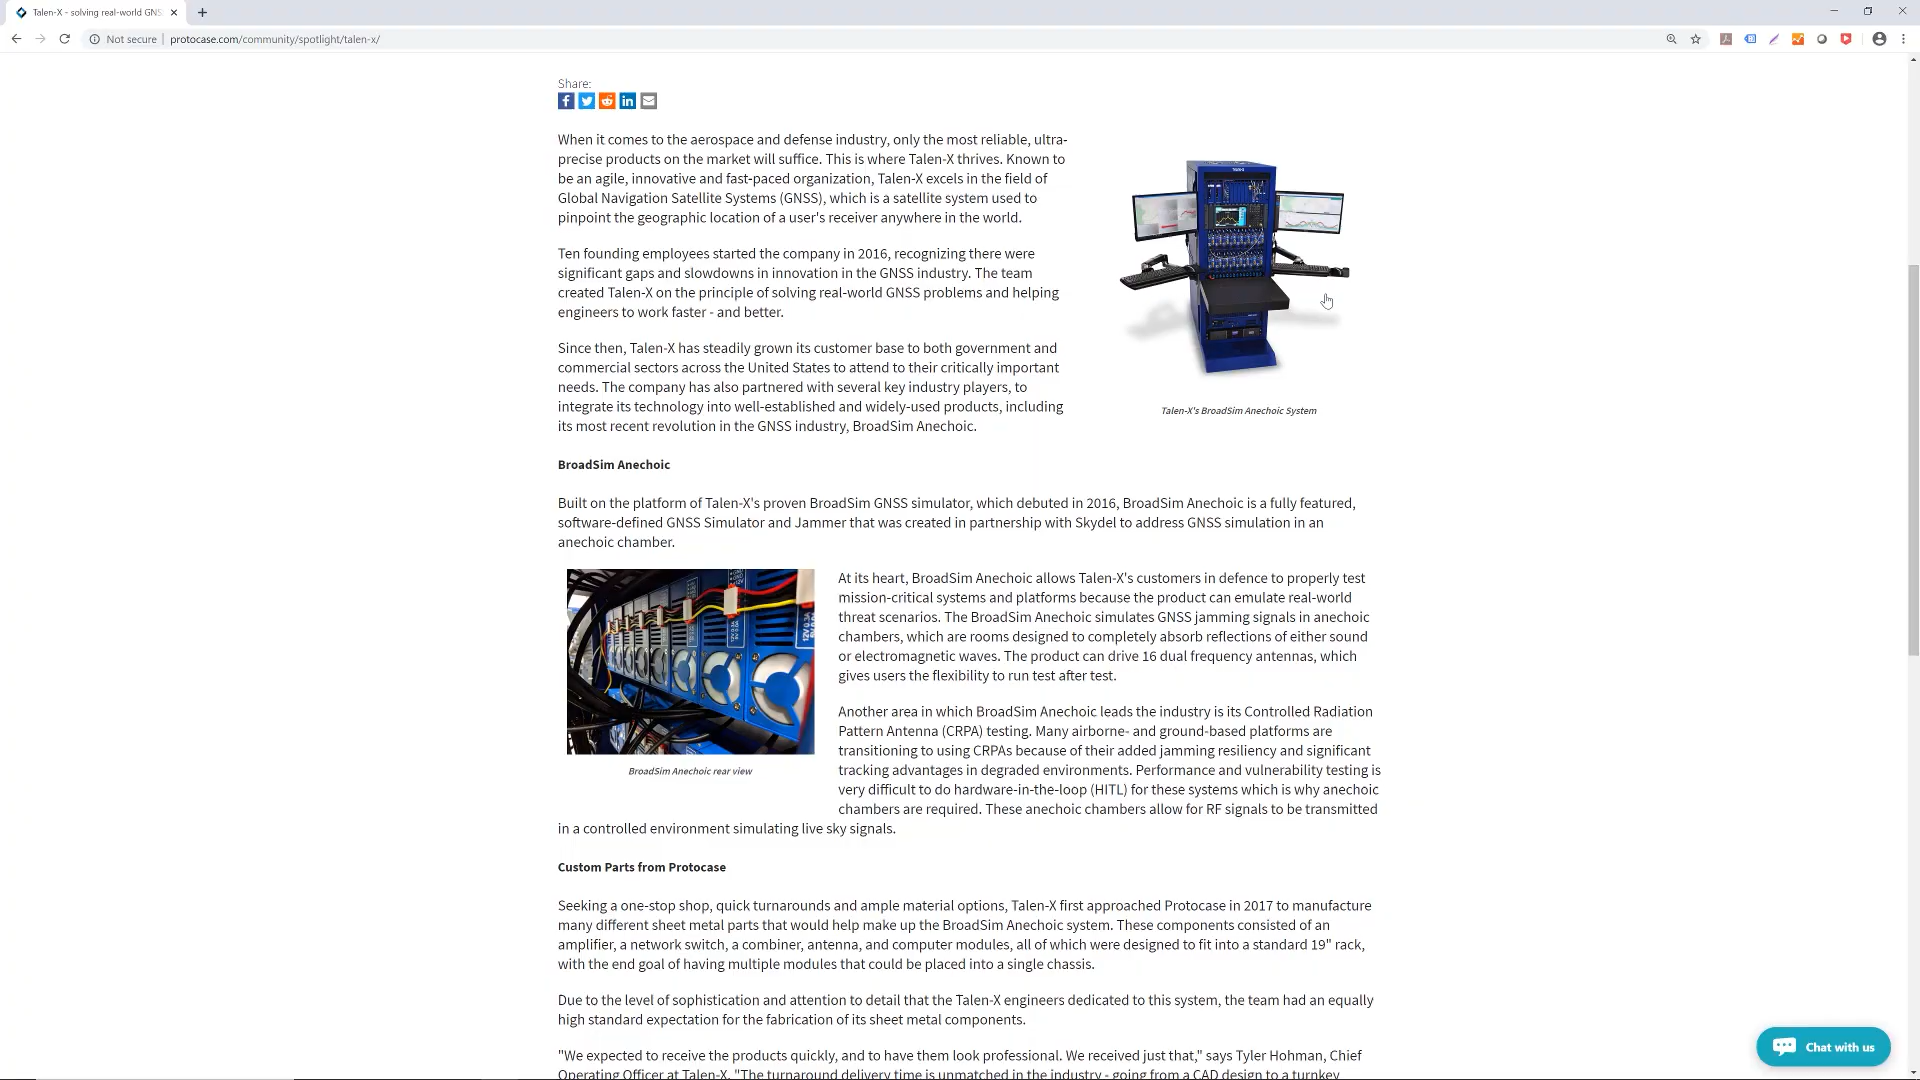 Talen-X - solving real-world GNS
Not secure
protocase.com/community/spotlight/talen-x/
Share:
When it comes to the aerospace and defense industry, only the most reliable, ultra-
precise products on the market will suffice. This is where Talen-X thrives. Known to
be an agile, innovative and fast-paced organization, Talen-X excels in the field of
Global Navigation Satellite Systems (GNSS), which is a satellite system used to
pinpoint the geographic location of a user's receiver anywhere in the world.
Ten founding employees started the company in 2016, recognizing there were
significant gaps and slowdowns in innovation in the GNSS industry. The team
created Talen-X on the principle of solving real-world GNSS problems and helping
engineers to work faster - and better.
Since then, Talen-X has steadily grown its customer base to both government and
commercial sectors across the United States to attend to their critically important
needs. The company has also partnered with several key industry players, to
integrate its technology into well-established and widely-used products, including
its most recent revolution in the GNSS industry, BroadSim Anechoic.
Talen-X's BroadSim Anechoic System
BroadSim Anechoic
Built on the platform of Talen-X's proven BroadSim GNSS simulator, which debuted in 2016, BroadSim Anechoic is a fully featured,
software-defined GNSS Simulator and Jammer that was created in partnership with Skydel to address GNSS simulation in an
anechoic chamber.
At its heart, BroadSim Anechoic allows Talen-X's customers in defence to properly test
mission-critical systems and platforms because the product can emulate real-world
threat scenarios. The BroadSim Anechoic simulates GNSS jamming signals in anechoic
chambers, which are rooms designed to completely absorb reflections of either sound
or electromagnetic waves. The product can drive 16 dual frequency antennas, which
gives users the flexibility to run test after test.
BroadSim Anechoic rear view
Another area in which BroadSim Anechoic leads the industry is its Controlled Radiation
Pattern Antenna (CRPA) testing. Many airborne- and ground-based platforms are
transitioning to using CRPAs because of their added jamming resiliency and significant
tracking advantages in degraded environments. Performance and vulnerability testing is
very difficult to do hardware-in-the-loop (HITL) for these systems which is why anechoic
chambers are required. These anechoic chambers allow for RF signals to be transmitted
in a controlled environment simulating live sky signals.
Custom Parts from Protocase
Seeking a one-stop shop, quick turnarounds and ample material options, Talen-X first approached Protocase in 2017 to manufacture
many different sheet metal parts that would help make up the BroadSim Anechoic system. These components consisted of an
amplifier, a network switch, a combiner, antenna, and computer modules, all of which were designed to fit into a standard 19" rack,
with the end goal of having multiple modules that could be placed into a single chassis.
Due to the level of sophistication and attention to detail that the Talen-X engineers dedicated to this system, the team had an equally
high standard expectation for the fabrication of its sheet metal components.
"We expected to receive the products quickly, and to have them look professional. We received just that," says Tyler Hohman, Chief
Operating Officer at Talen-X. "The turnaround delivery time is unmatched in the industry - going from a CAD design to a turnkey
Chat with us